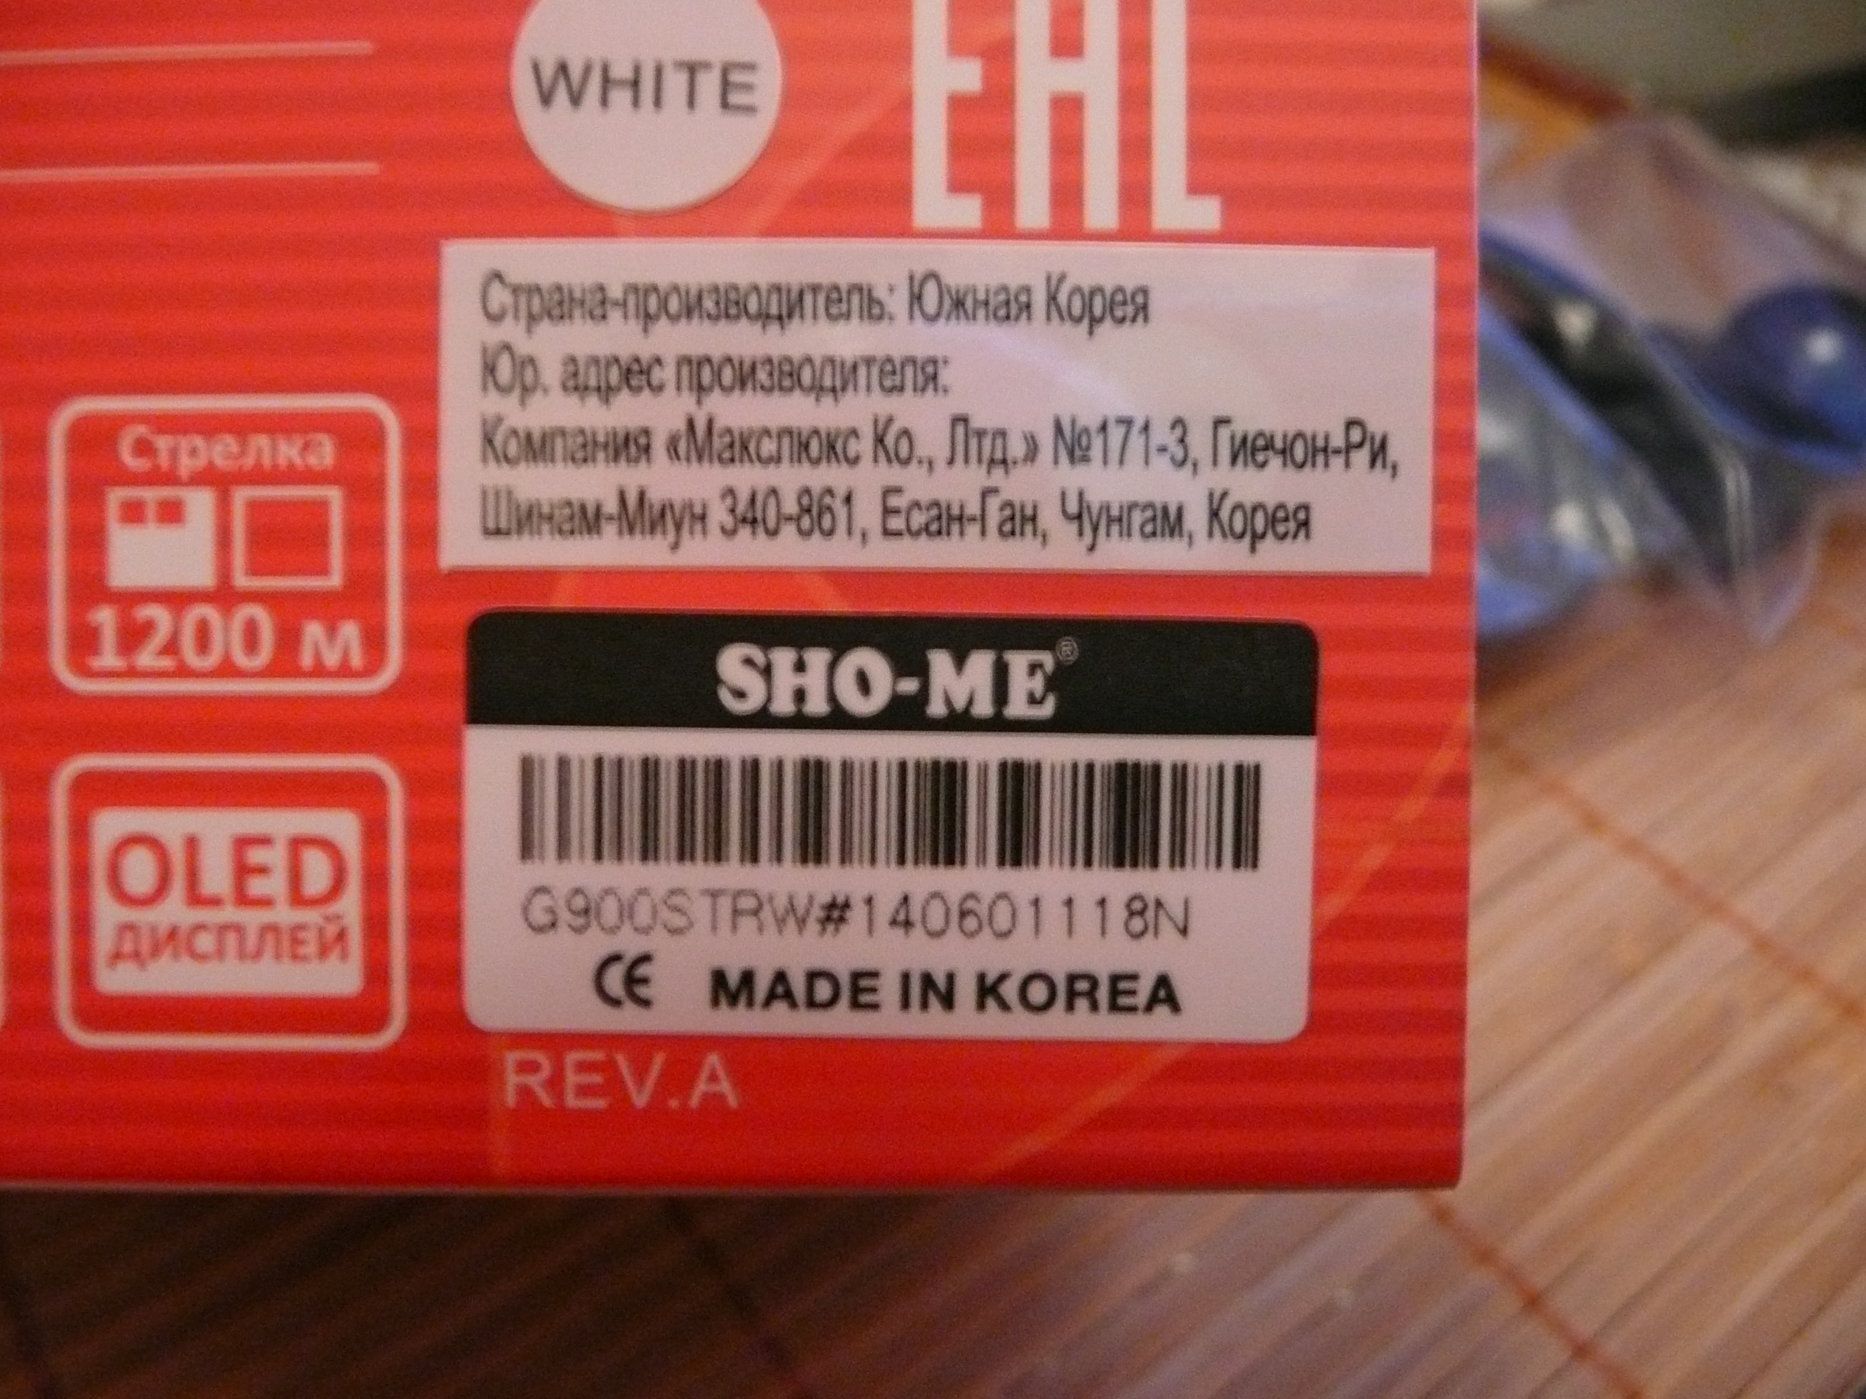 WHITE
EAC
Страна-производитель: Южная Корея
Юр. адрес производителя:
Компания «Макслюкс Ко., Лтд.» №171-3, Гиечон-Ри,
Шинам-Миун 340-861, Есан-Ган, Чунгам, Корея
Стрелка
1200 м
SHO-ME®
G900STRW#140601118N
CE MADE IN KOREA
OLED
ДИСПЛЕЙ
REV.A